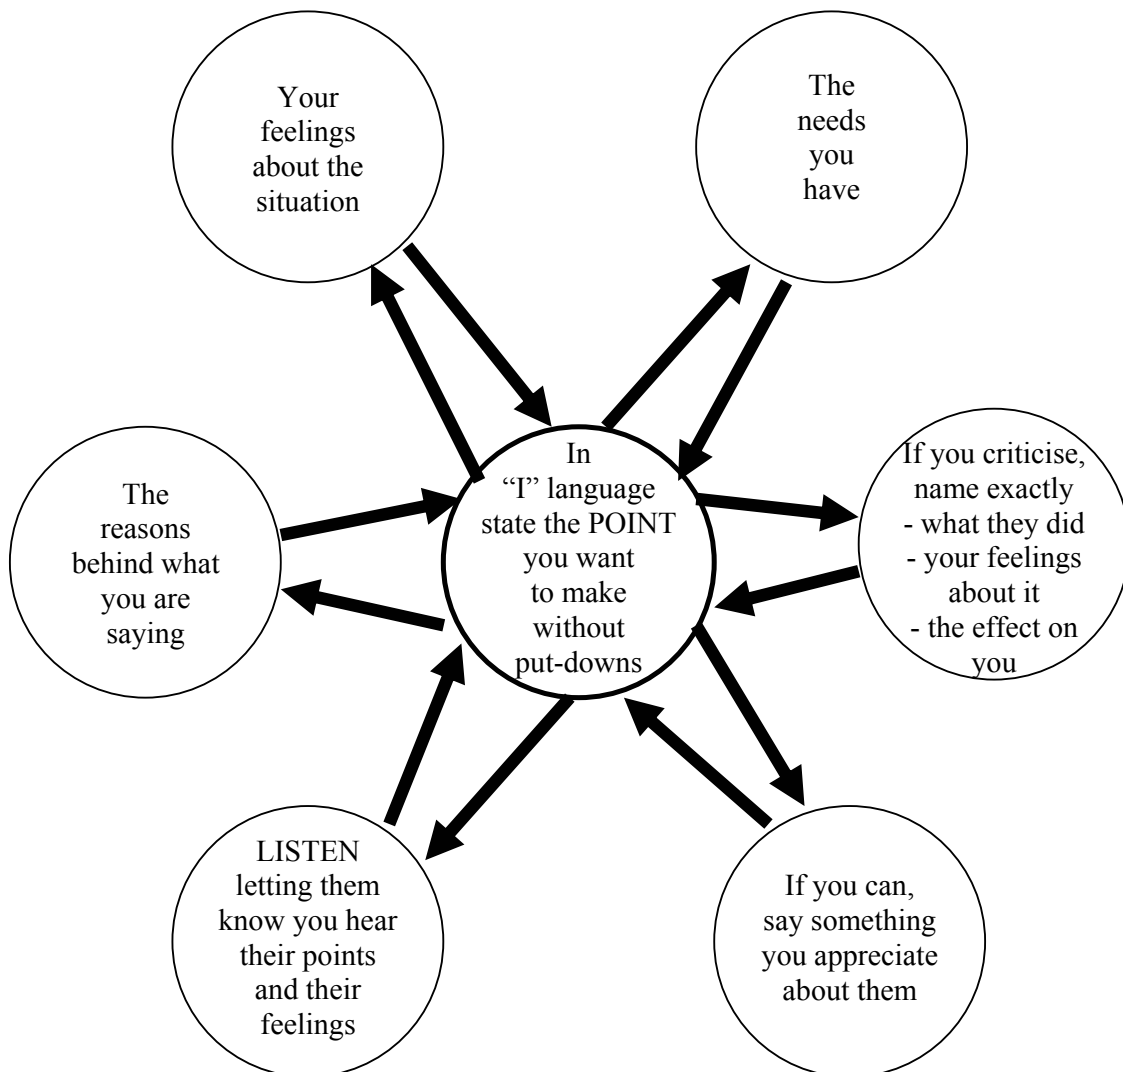 Your
feelings
about the
situation
The
needs
you
have
In
“I” language
state the POINT
you want
to make
without
put-downs
The
reasons
behind what
you are
saying
If you criticise,
name exactly
- what they did
- your feelings
about it
- the effect on
you
LISTEN
letting them
know you hear
their points
and their
feelings
If you can,
say something
you appreciate
about them